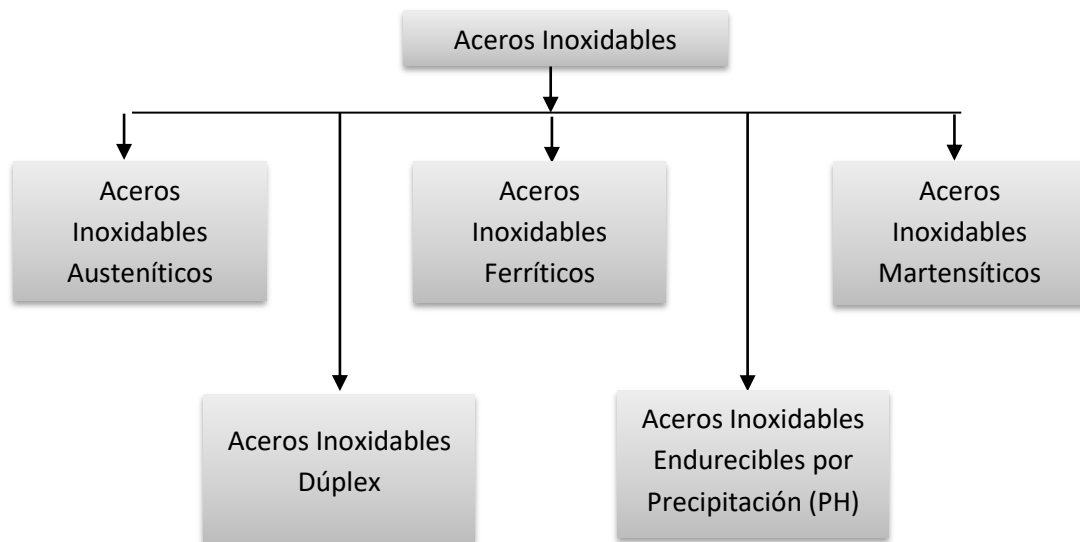 Aceros Inoxidables
Aceros
Inoxidables
Austeníticos
Aceros
Inoxidables
Ferríticos
Aceros
Inoxidables
Martensíticos
Aceros Inoxidables
Dúplex
Aceros Inoxidables
Endurecibles por
Precipitación (PH)